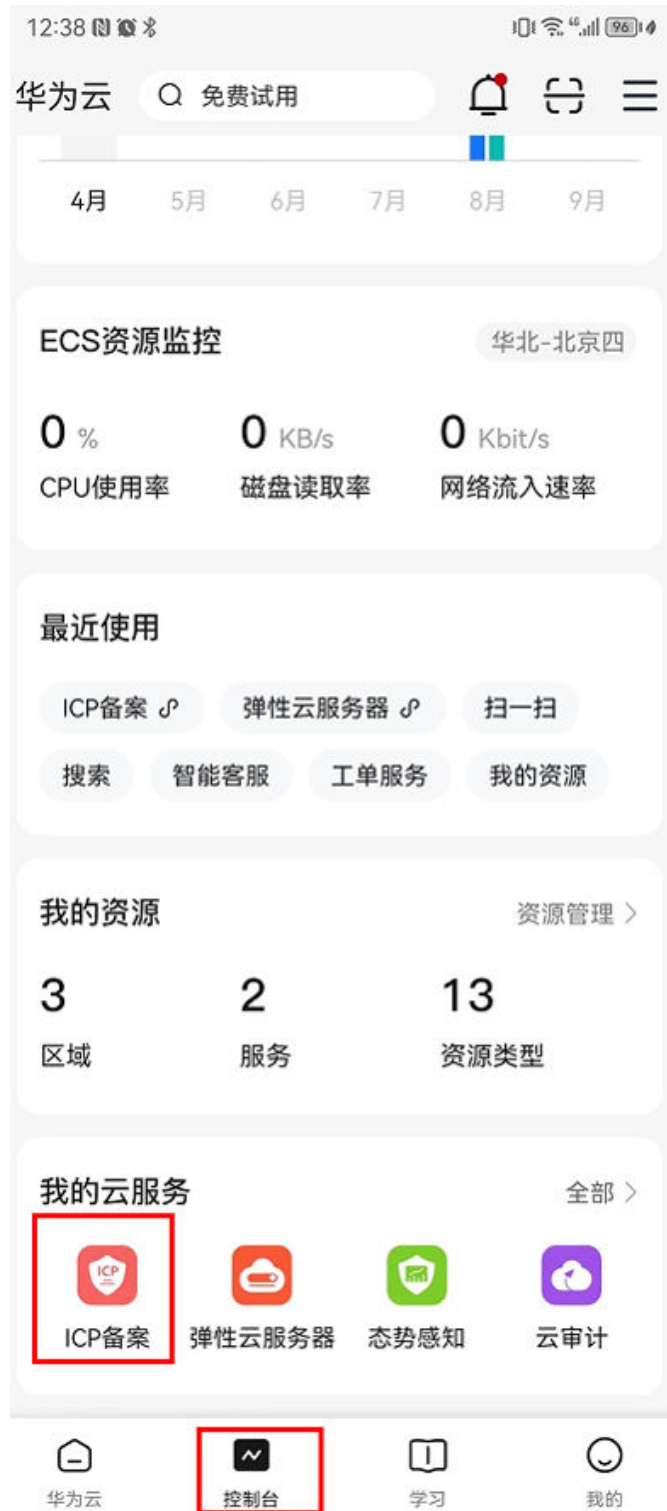 12:38 96
华为云 免费试用
4月 5月 6月 7月 8月 9月
ECS资源监控 华北-北京四
0 % 0 KB/s 0 Kbit/s
CPU使用率 磁盘读取率 网络流入速率
最近使用
ICP备案 弹性云服务器 扫一扫
搜索 智能客服 工单服务 我的资源
我的资源 资源管理
3 2 13
区域 服务 资源类型
我的云服务 全部
ICP
ICP备案 弹性云服务器 态势感知 云审计
华为云 控制台 学习 我的